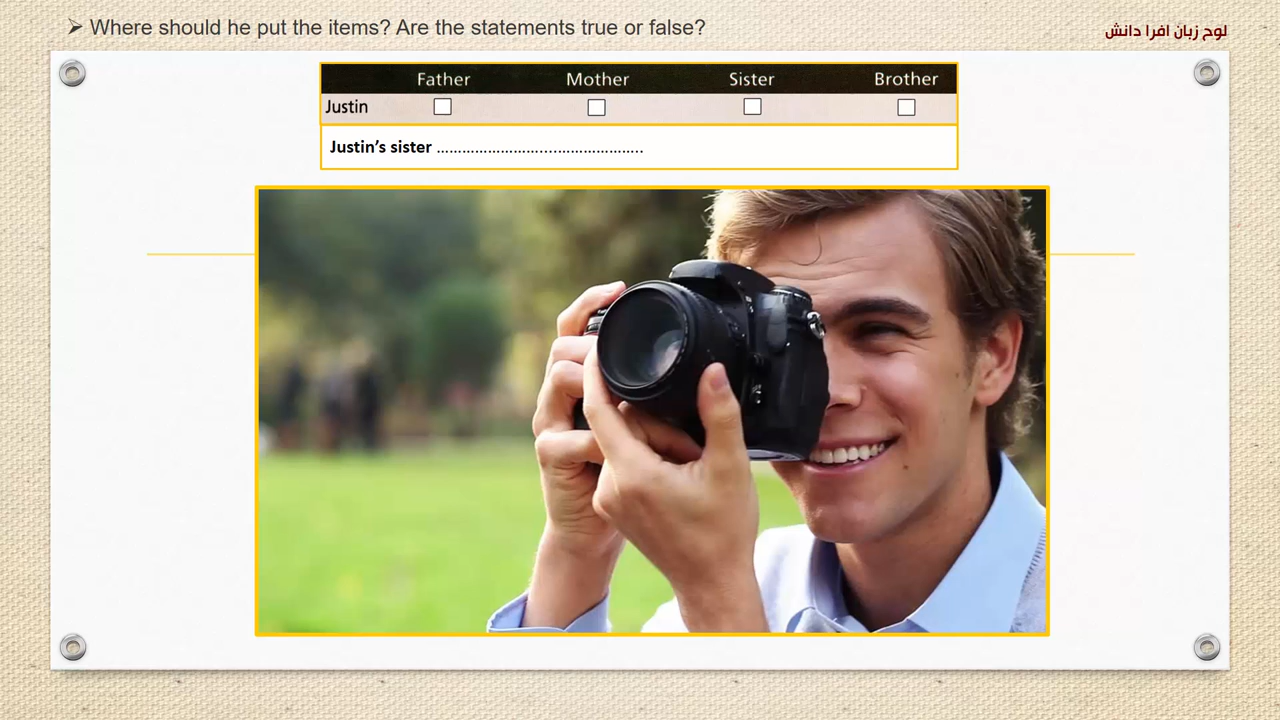 ➢ Where should he put the items? Are the statements true or false?
لوح زبان افرا دانش
Father Mother Sister Brother
Justin □ □ □ □
Justin’s sister ……………………...…………………..